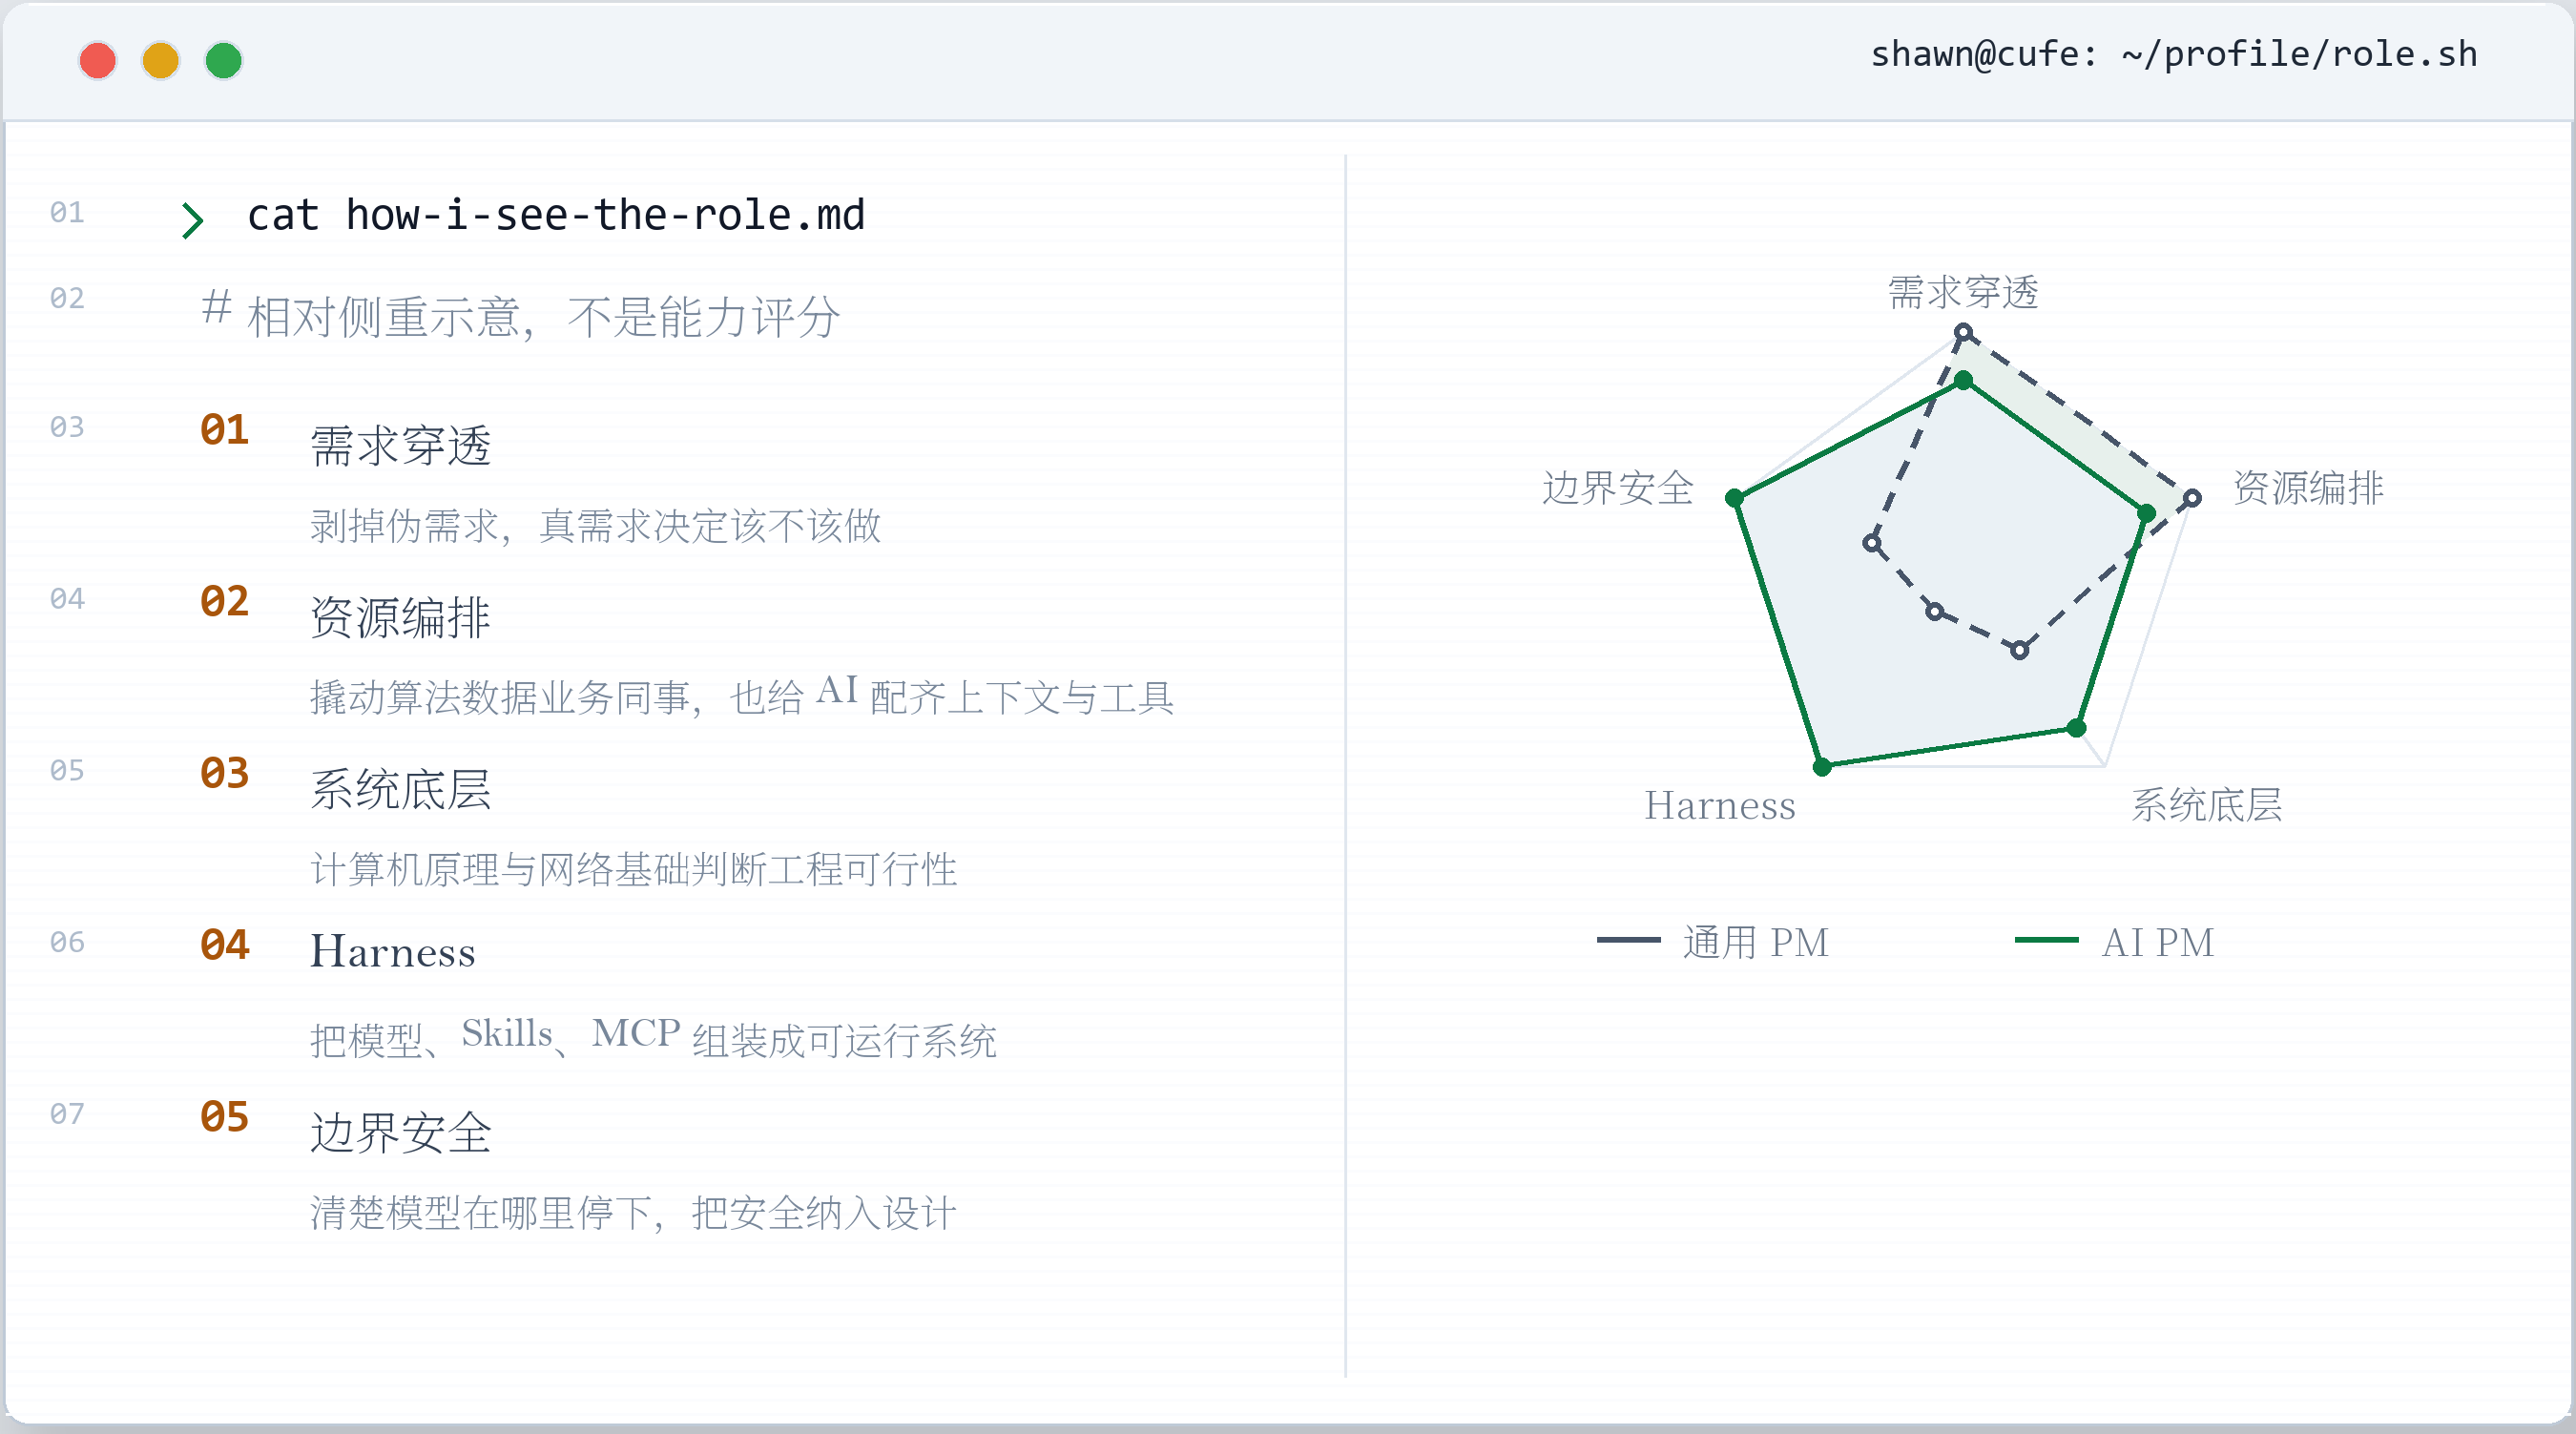 shawn@cufe: ~/profile/role.sh
01 > cat how-i-see-the-role.md
02 # 相对侧重示意，不是能力评分
03 01 需求穿透
剥掉伪需求，真需求决定该不该做
04 02 资源编排
撬动算法数据业务同事，也给 AI 配齐上下文与工具
05 03 系统底层
计算机原理与网络基础判断工程可行性
06 04 Harness
把模型、Skills、MCP 组装成可运行系统
07 05 边界安全
清楚模型在哪里停下，把安全纳入设计
需求穿透
边界安全
资源编排
Harness
系统底层
通用 PM
AI PM